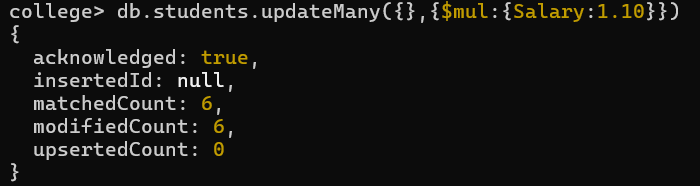 college> db.students.updateMany({},{$mul:{Salary:1.10}})
{
  acknowledged: true,
  insertedId: null,
  matchedCount: 6,
  modifiedCount: 6,
  upsertedCount: 0
}